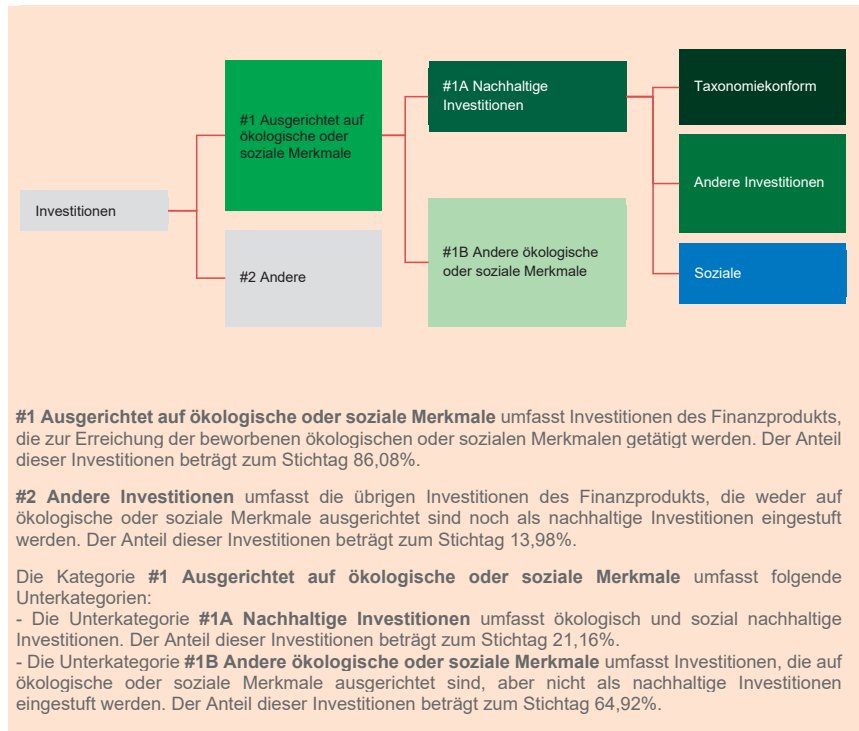 Investitionen
#1 Ausgerichtet auf
ökologische oder
soziale Merkmale
#2 Andere
#1A Nachhaltige
Investitionen
#1B Andere ökologische
oder soziale Merkmale
Taxonomiekonform
Andere Investitionen
Soziale
#1 Ausgerichtet auf ökologische oder soziale Merkmale umfasst Investitionen des Finanzprodukts,
die zur Erreichung der beworbenen ökologischen oder sozialen Merkmalen getätigt werden. Der Anteil
dieser Investitionen beträgt zum Stichtag 86,08%.
#2 Andere Investitionen umfasst die übrigen Investitionen des Finanzprodukts, die weder auf
ökologische oder soziale Merkmale ausgerichtet sind noch als nachhaltige Investitionen eingestuft
werden. Der Anteil dieser Investitionen beträgt zum Stichtag 13,98%.
Die Kategorie #1 Ausgerichtet auf ökologische oder soziale Merkmale umfasst folgende
Unterkategorien:
- Die Unterkategorie #1A Nachhaltige Investitionen umfasst ökologisch und sozial nachhaltige
Investitionen. Der Anteil dieser Investitionen beträgt zum Stichtag 21,16%.
- Die Unterkategorie #1B Andere ökologische oder soziale Merkmale umfasst Investitionen, die auf
ökologische oder soziale Merkmale ausgerichtet sind, aber nicht als nachhaltige Investitionen
eingestuft werden. Der Anteil dieser Investitionen beträgt zum Stichtag 64,92%.